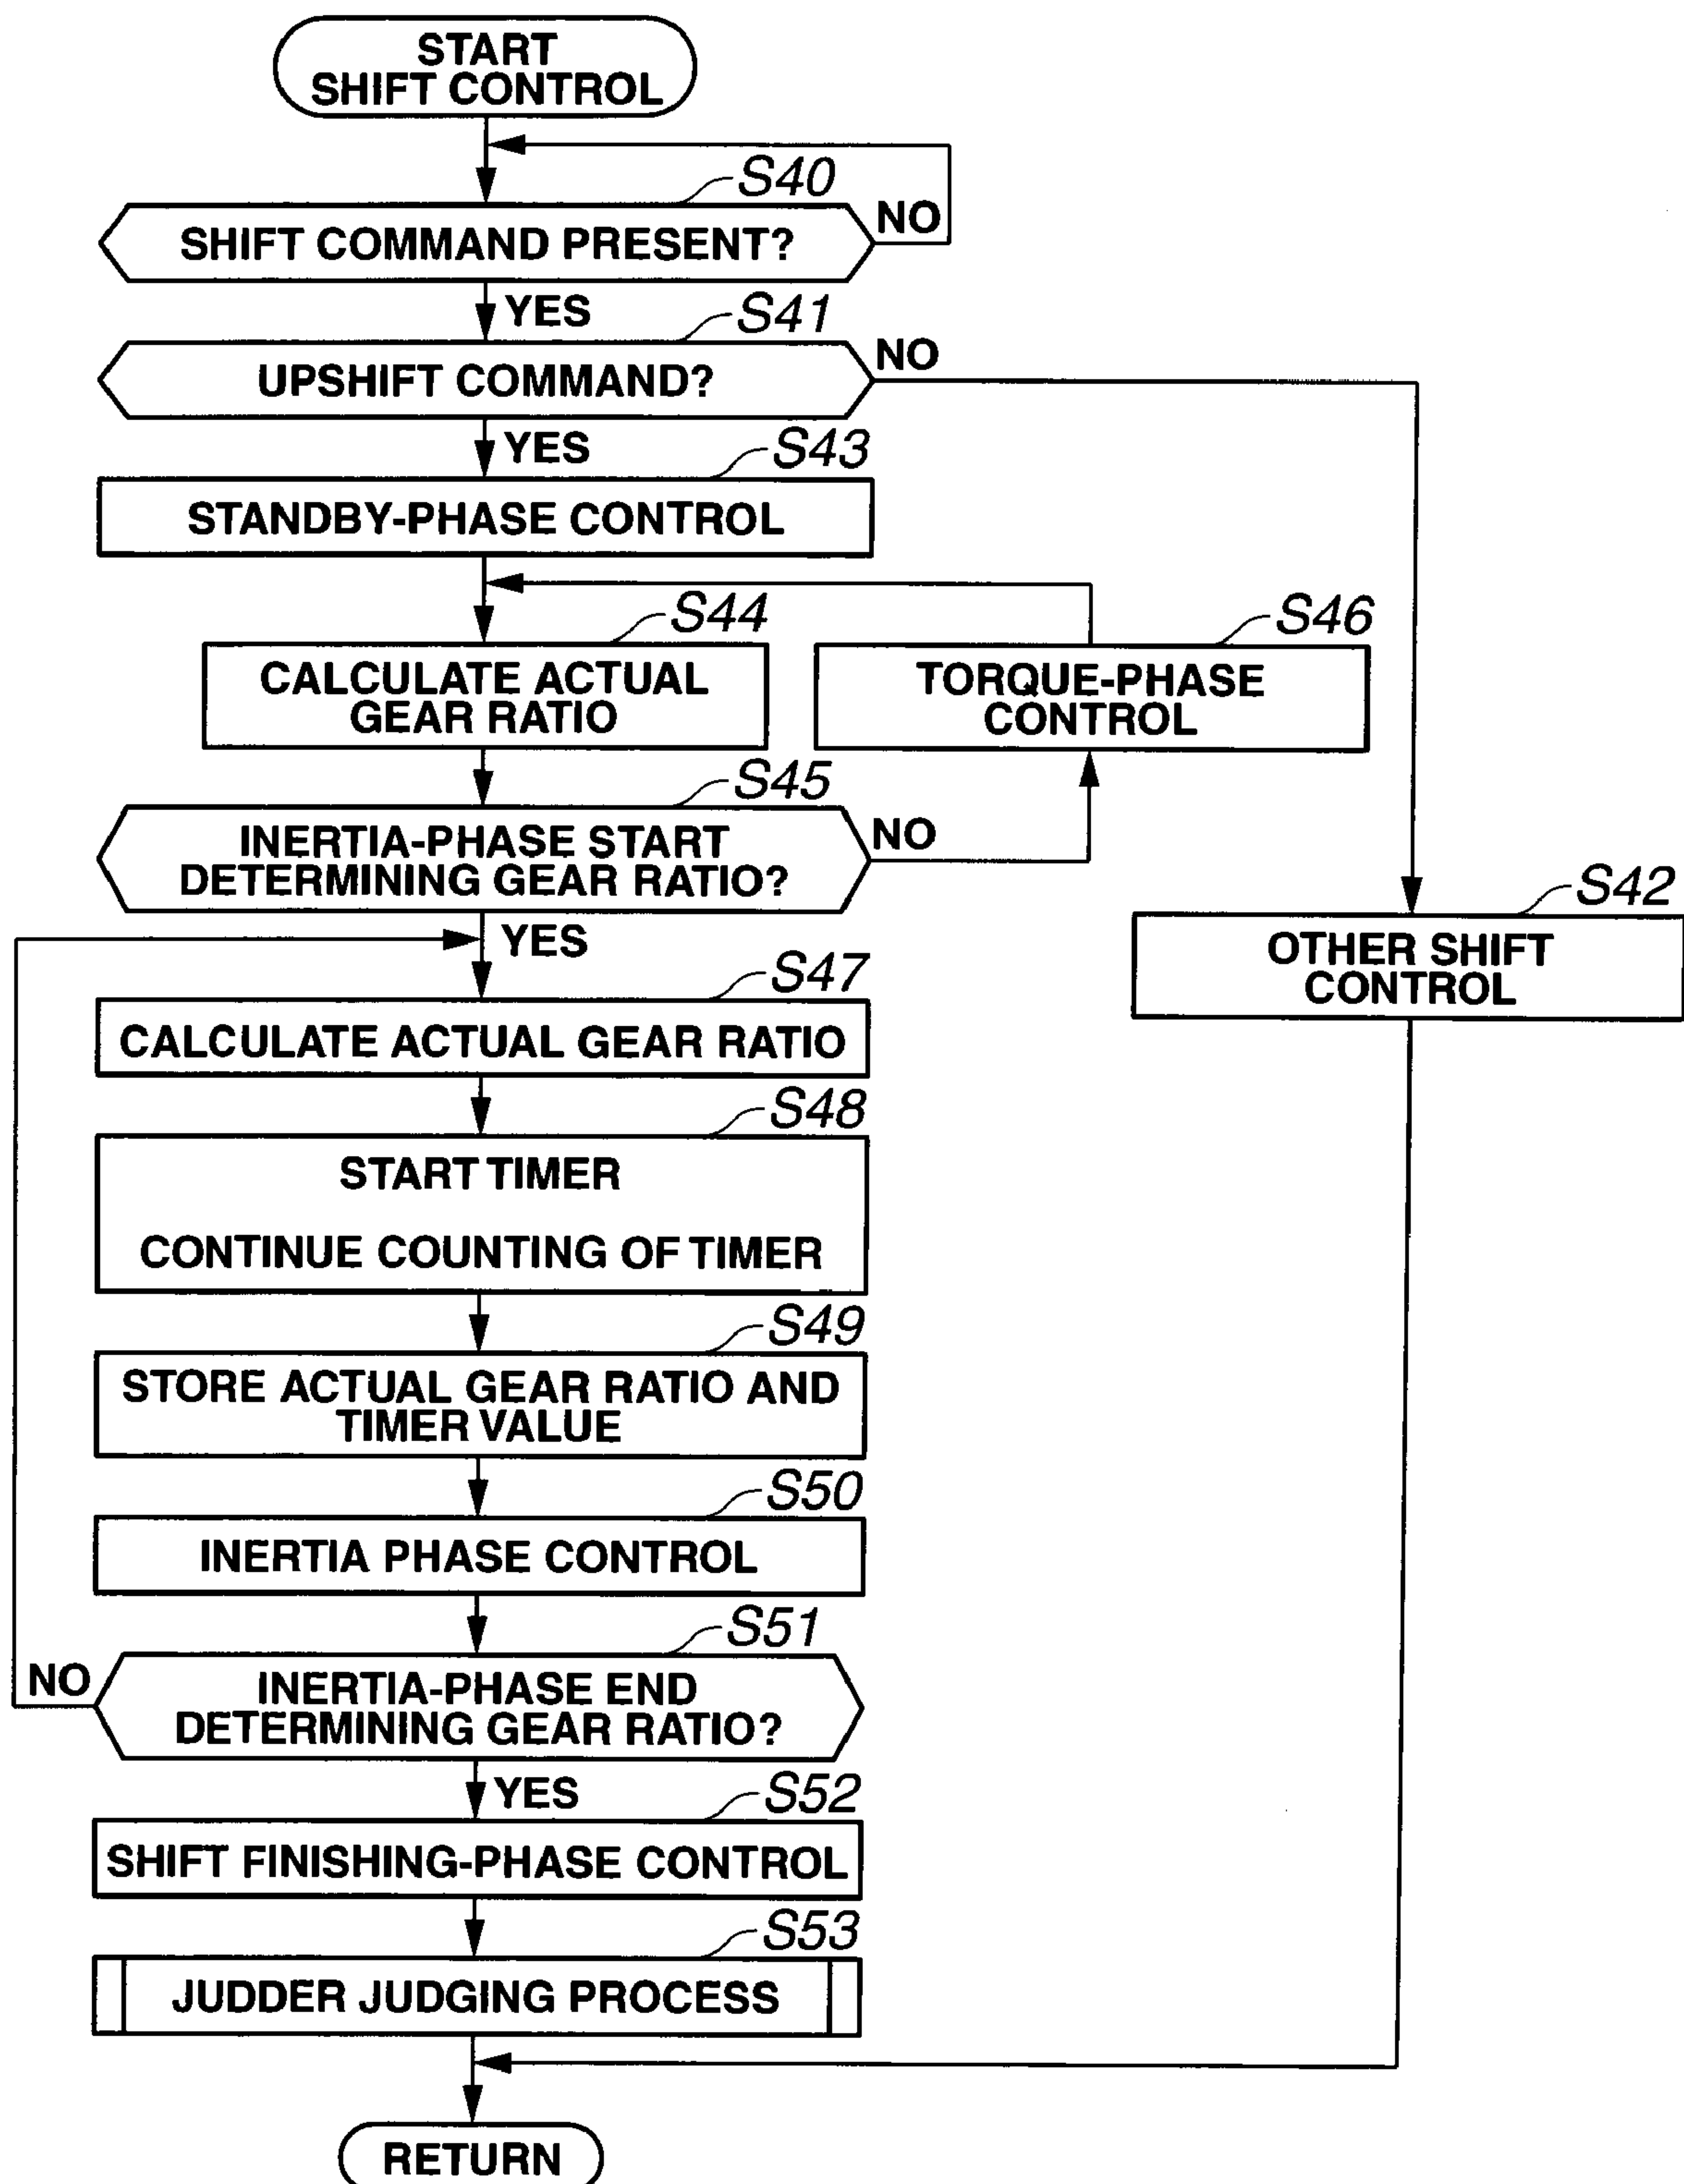 START
SHIFT CONTROL
S40
SHIFT COMMAND PRESENT?
NO
YES
S41
UPSHIFT COMMAND?
NO
YES
S43
STANDBY-PHASE CONTROL
S44
CALCULATE ACTUAL
GEAR RATIO
S46
TORQUE-PHASE
CONTROL
S45
INERTIA-PHASE START
DETERMINING GEAR RATIO?
NO
YES
S42
OTHER SHIFT
CONTROL
S47
CALCULATE ACTUAL GEAR RATIO
S48
START TIMER
CONTINUE COUNTING OF TIMER
S49
STORE ACTUAL GEAR RATIO AND
TIMER VALUE
S50
INERTIA PHASE CONTROL
S51
NO
INERTIA-PHASE END
DETERMINING GEAR RATIO?
YES
S52
SHIFT FINISHING-PHASE CONTROL
S53
JUDDER JUDGING PROCESS
RETURN